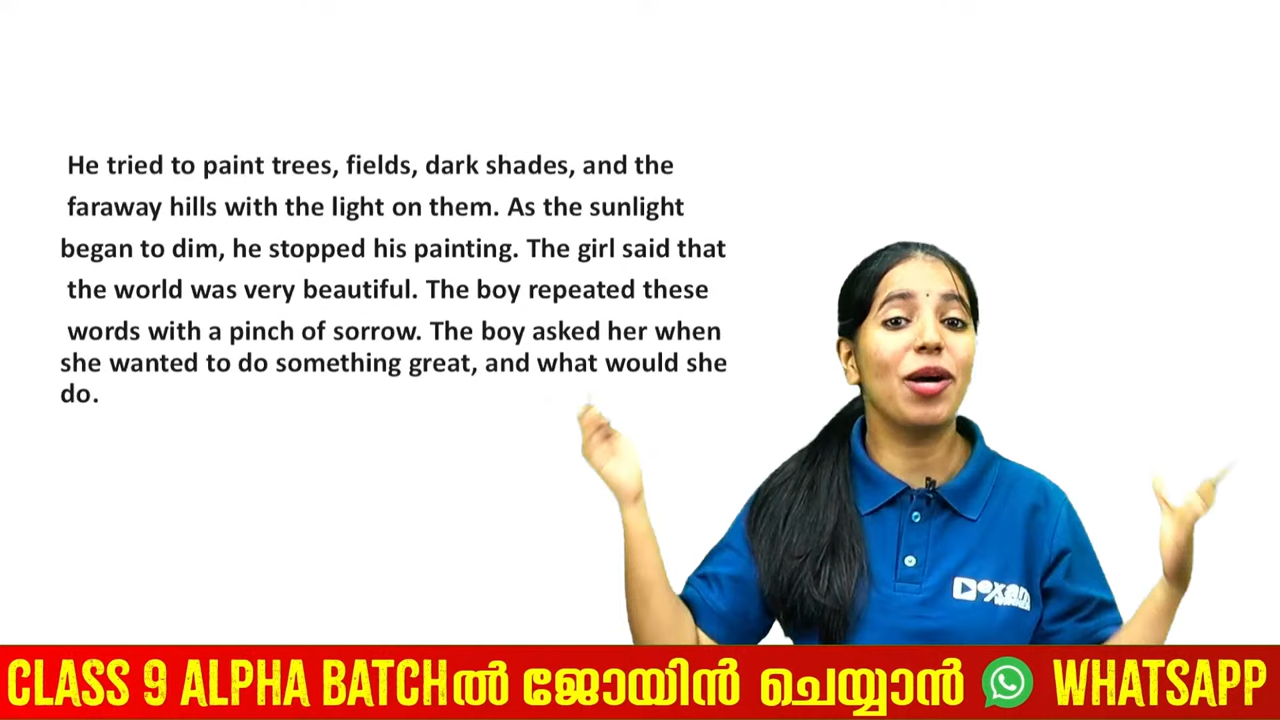 He tried to paint trees, fields, dark shades, and the
faraway hills with the light on them. As the sunlight
began to dim, he stopped his painting. The girl said that
the world was very beautiful. The boy repeated these
words with a pinch of sorrow. The boy asked her when
she wanted to do something great, and what would she
do.
exam
CLASS 9 ALPHA BATCHൽ ജോയിൻ ചെയ്യാൻ WHATSAPP